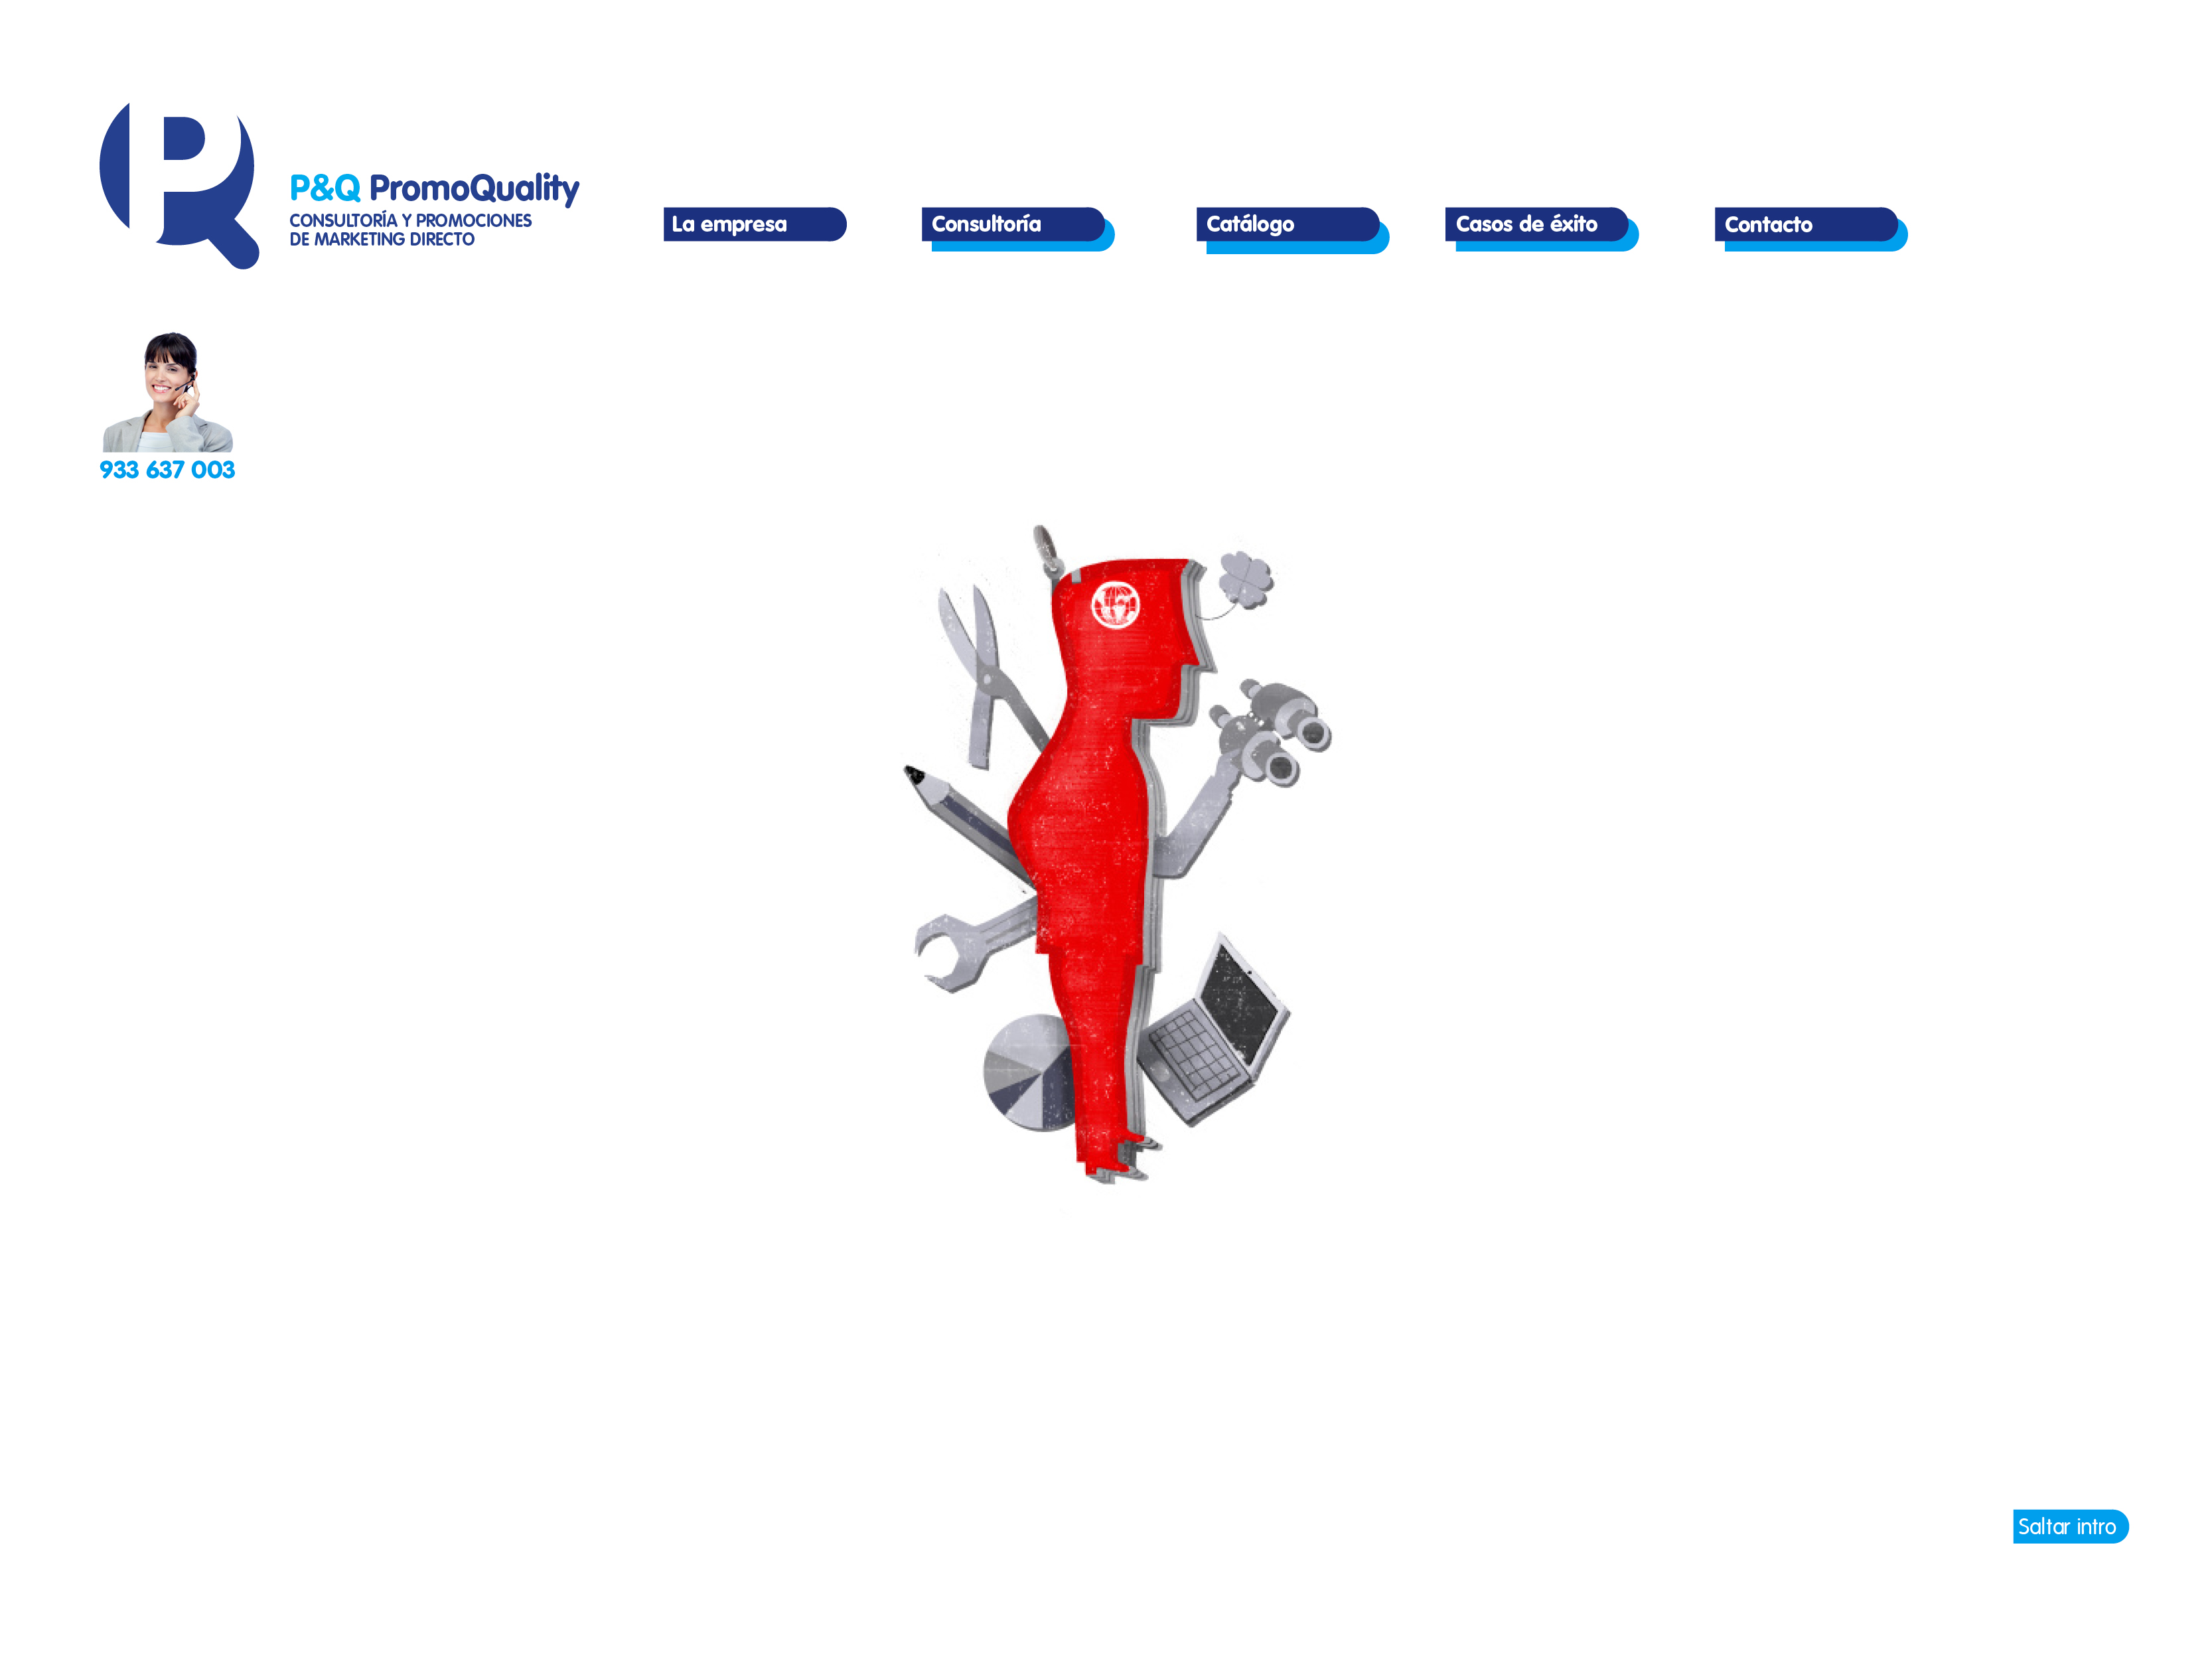 P&Q PromoQuality
CONSULTORÍA Y PROMOCIONES
DE MARKETING DIRECTO
La empresa
Consultoría
Catálogo
Casos de éxito
Contacto
933 637 003
Saltar intro